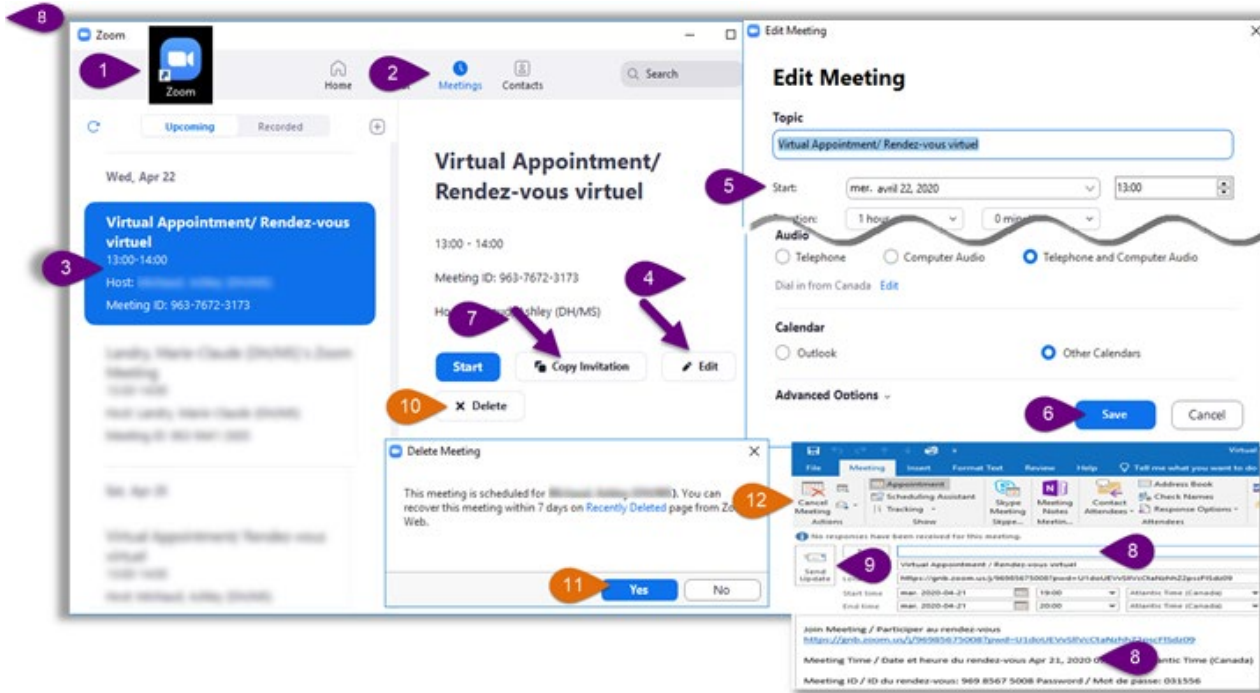 8
Zoom
1
Zoom
Home
2
Meetings
Contacts
Search
Upcoming
Recorded
Wed, Apr 22
Virtual Appointment/ Rendez-vous
virtuel
13:00-14:00
3
Host:
Meeting ID: 963-7672-3173
Virtual Appointment/
Rendez-vous virtuel
13:00 - 14:00
Meeting ID: 963-7672-3173
4
7
Ashley (DH/MS)
Start
Copy Invitation
Edit
10
Delete
Edit Meeting
Edit Meeting
Topic
Virtual Appointment/ Rendez-vous virtuel
5
Start:
mer. avril 22, 2020
13:00
1 hour
0
Audio
Telephone
Computer Audio
Telephone and Computer Audio
Dial in from Canada Edit
Calendar
Outlook
Other Calendars
Advanced Options
6
Save
Cancel
Delete Meeting
This meeting is scheduled for ). You can
recover this meeting within 7 days on Recently Deleted page from
Web.
11
Yes
No
Virtual
File
Meeting
Insert
Format Text
Review
Help
Tell me what you want to do
12
Cancel
Meeting
Actions
Appointment
Scheduling Assistant
Tracking
Show
Skype
Meeting
Skype...
Meeting
Notes
Meetin...
Contact
Attendees
Address Book
Check Names
Response Options
Attendees
No responses have been received for this meeting.
8
9
Send
Update
Virtual Appointment / Rendez-vous virtuel
Start time
mar. 2020-04-21
19:00
Atlantic Time (Canada)
End time
mar. 2020-04-21
20:00
Atlantic Time (Canada)
Join Meeting / Participer au rendez-vous
8
Meeting Time / Date et heure du rendez-vous Apr 21, 2020 Atlantic Time (Canada)
Meeting ID / ID du rendez-vous: 969 8567 5008 Password / Mot de passe: 031556